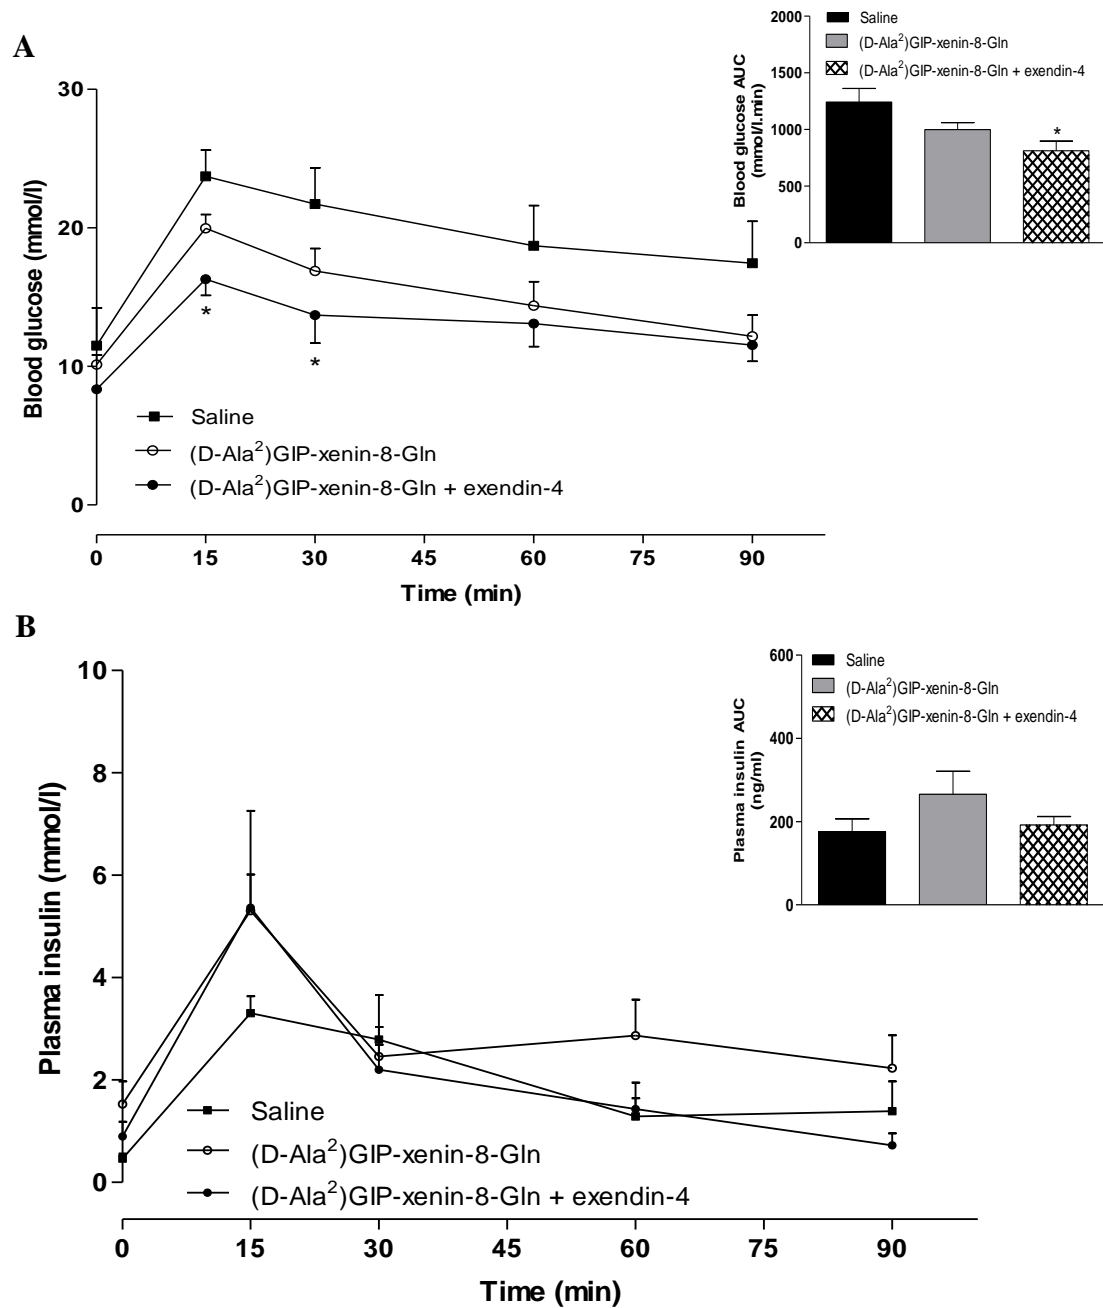 A
Blood glucose (mmol/l)
30
20
10
0
Saline
(D-Ala²)GIP-xenin-8-Gln
(D-Ala²)GIP-xenin-8-Gln + exendin-4
*
*
0 15 30 45 60 75 90
Time (min)
Blood glucose AUC
(mmol/l.min)
2000
1500
1000
500
0
Saline
(D-Ala²)GIP-xenin-8-Gln
(D-Ala²)GIP-xenin-8-Gln + exendin-4
*
B
Plasma insulin (mmol/l)
10
8
6
4
2
0
Saline
(D-Ala²)GIP-xenin-8-Gln
(D-Ala²)GIP-xenin-8-Gln + exendin-4
0 15 30 45 60 75 90
Time (min)
Plasma insulin AUC
(ng/ml)
600
400
200
0
Saline
(D-Ala²)GIP-xenin-8-Gln
(D-Ala²)GIP-xenin-8-Gln + exendin-4